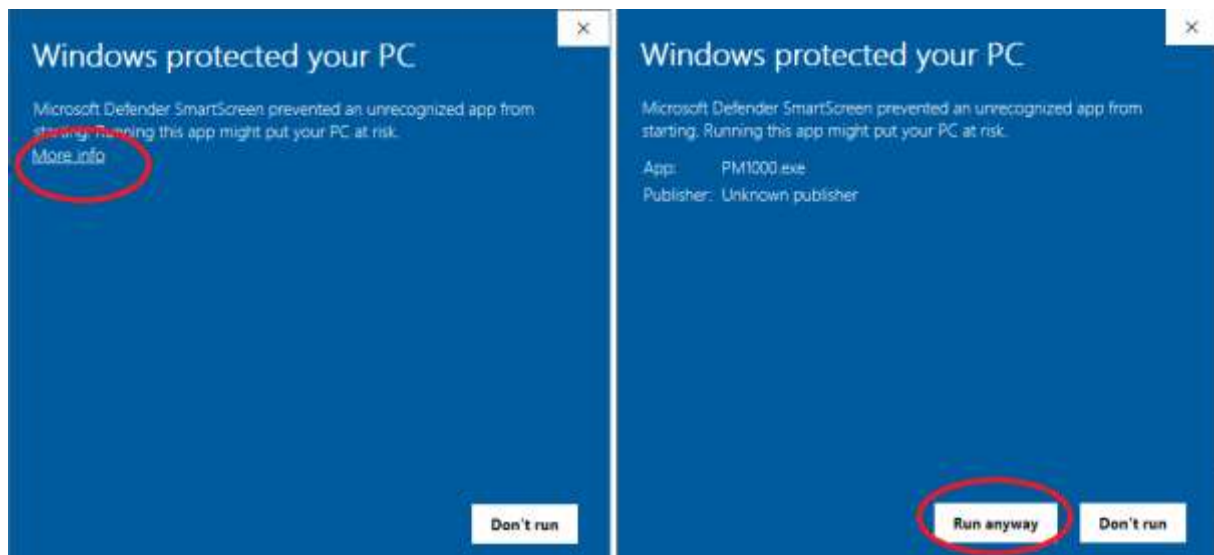 Windows protected your PC
Microsoft Defender SmartScreen prevented an unrecognized app from
starting. Running this app might put your PC at risk.
More info
Don't run
Windows protected your PC
Microsoft Defender SmartScreen prevented an unrecognized app from
starting. Running this app might put your PC at risk.
App: PM1000.exe
Publisher: Unknown publisher
Run anyway
Don't run